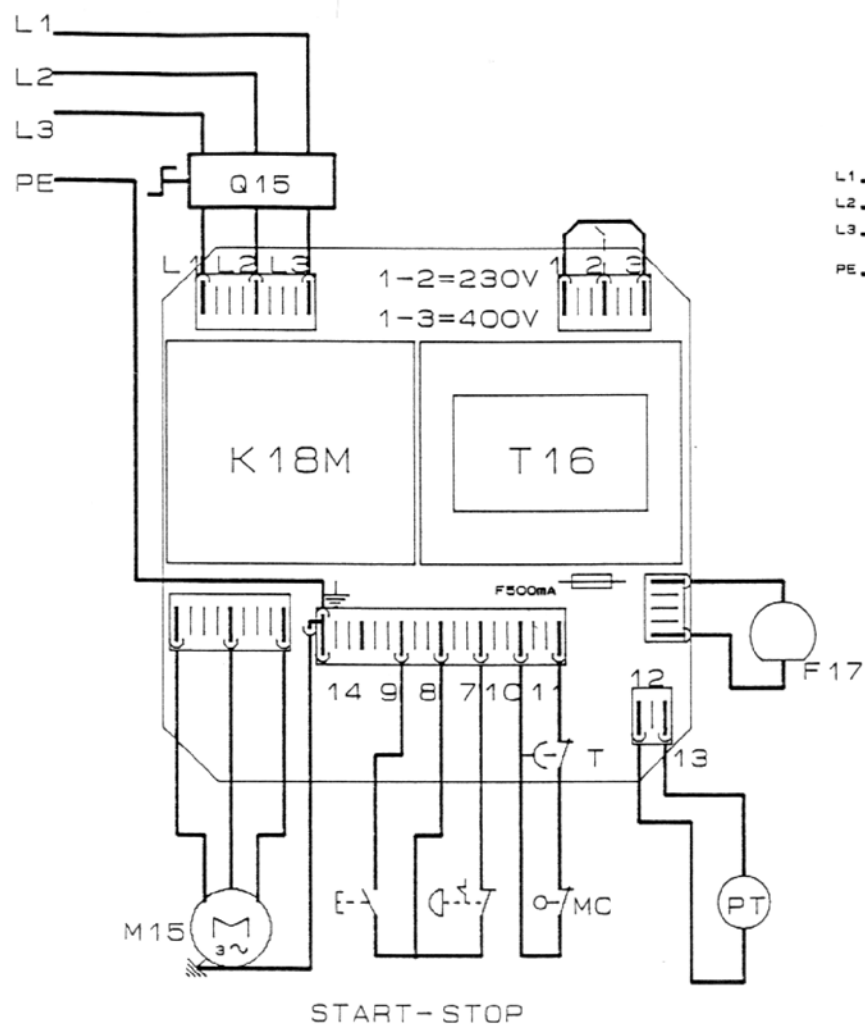 L1
L2
L3
PE
Q15
L1
L2
L3
PE
L1 L2 L3
1 2 3
1-2=230V
1-3=400V
K18M
T16
F500mA
F17
14 9 8 7 10 11
12
13
T
MC
PT
M15
M
3~
START-STOP